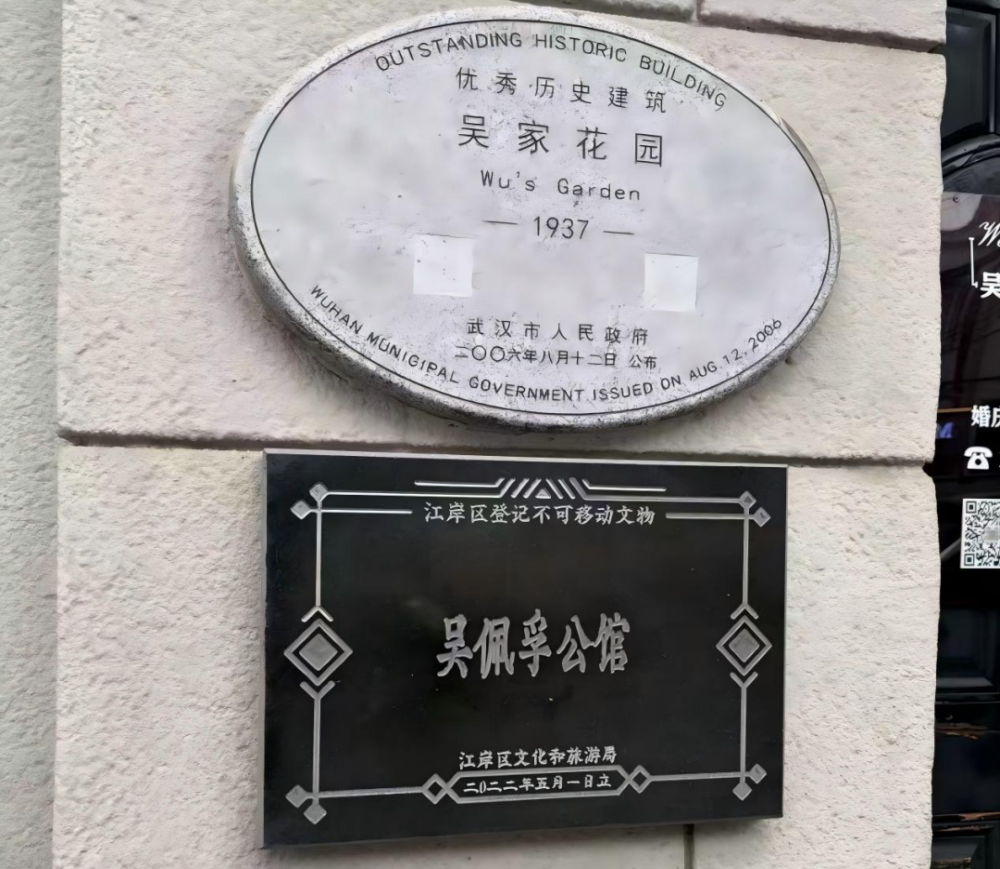 OUTSTANDING HISTORIC BUILDING
优秀历史建筑
吴家花园
Wu's Garden
— 1937 —
武汉市人民政府
二〇〇六年八月十二日 公布
WUHAN MUNICIPAL GOVERNMENT ISSUED ON AUG.12,2006
江岸区登记不可移动文物
吴佩孚公馆
江岸区文化和旅游局
二〇二二年五月一日立
吴
婚庆